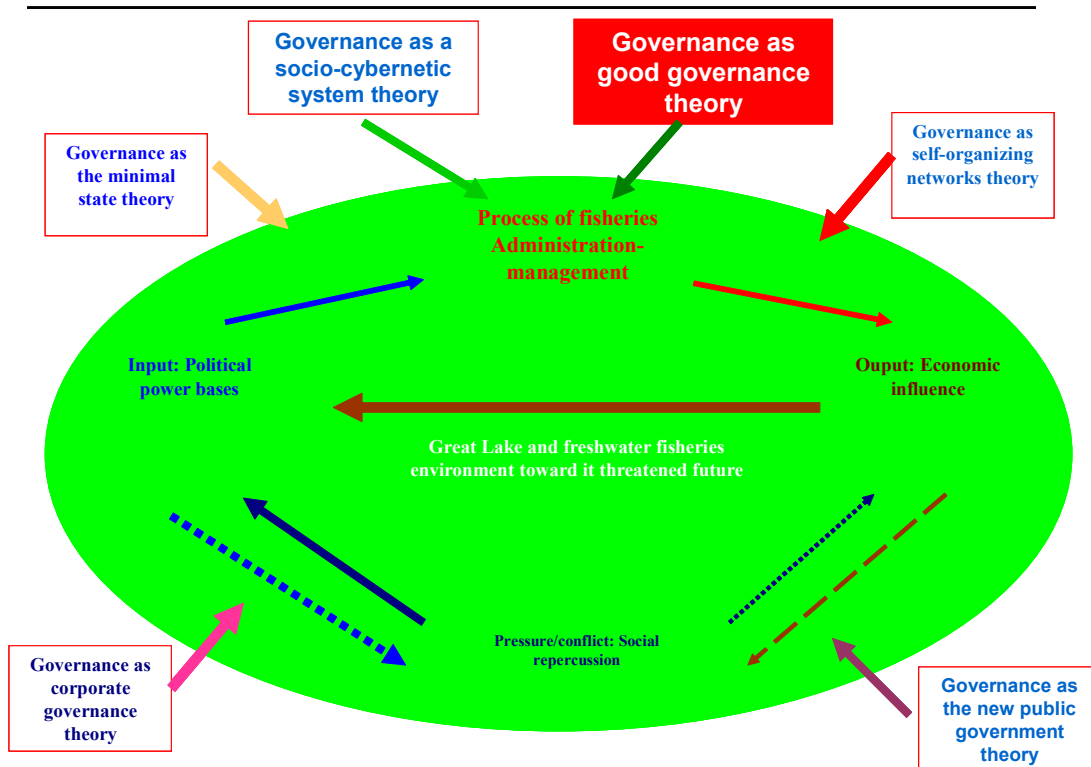 Governance as a
socio-cybernetic
system theory
Governance as
good governance
theory
Governance as
the minimal
state theory
Governance as
self-organizing
networks theory
Process of fisheries
Administration-
management
Input: Political
power bases
Ouput: Economic
influence
Great Lake and freshwater fisheries
environment toward it threatened future
Pressure/conflict: Social
repercussion
Governance as
corporate
governance
theory
Governance as
the new public
government
theory